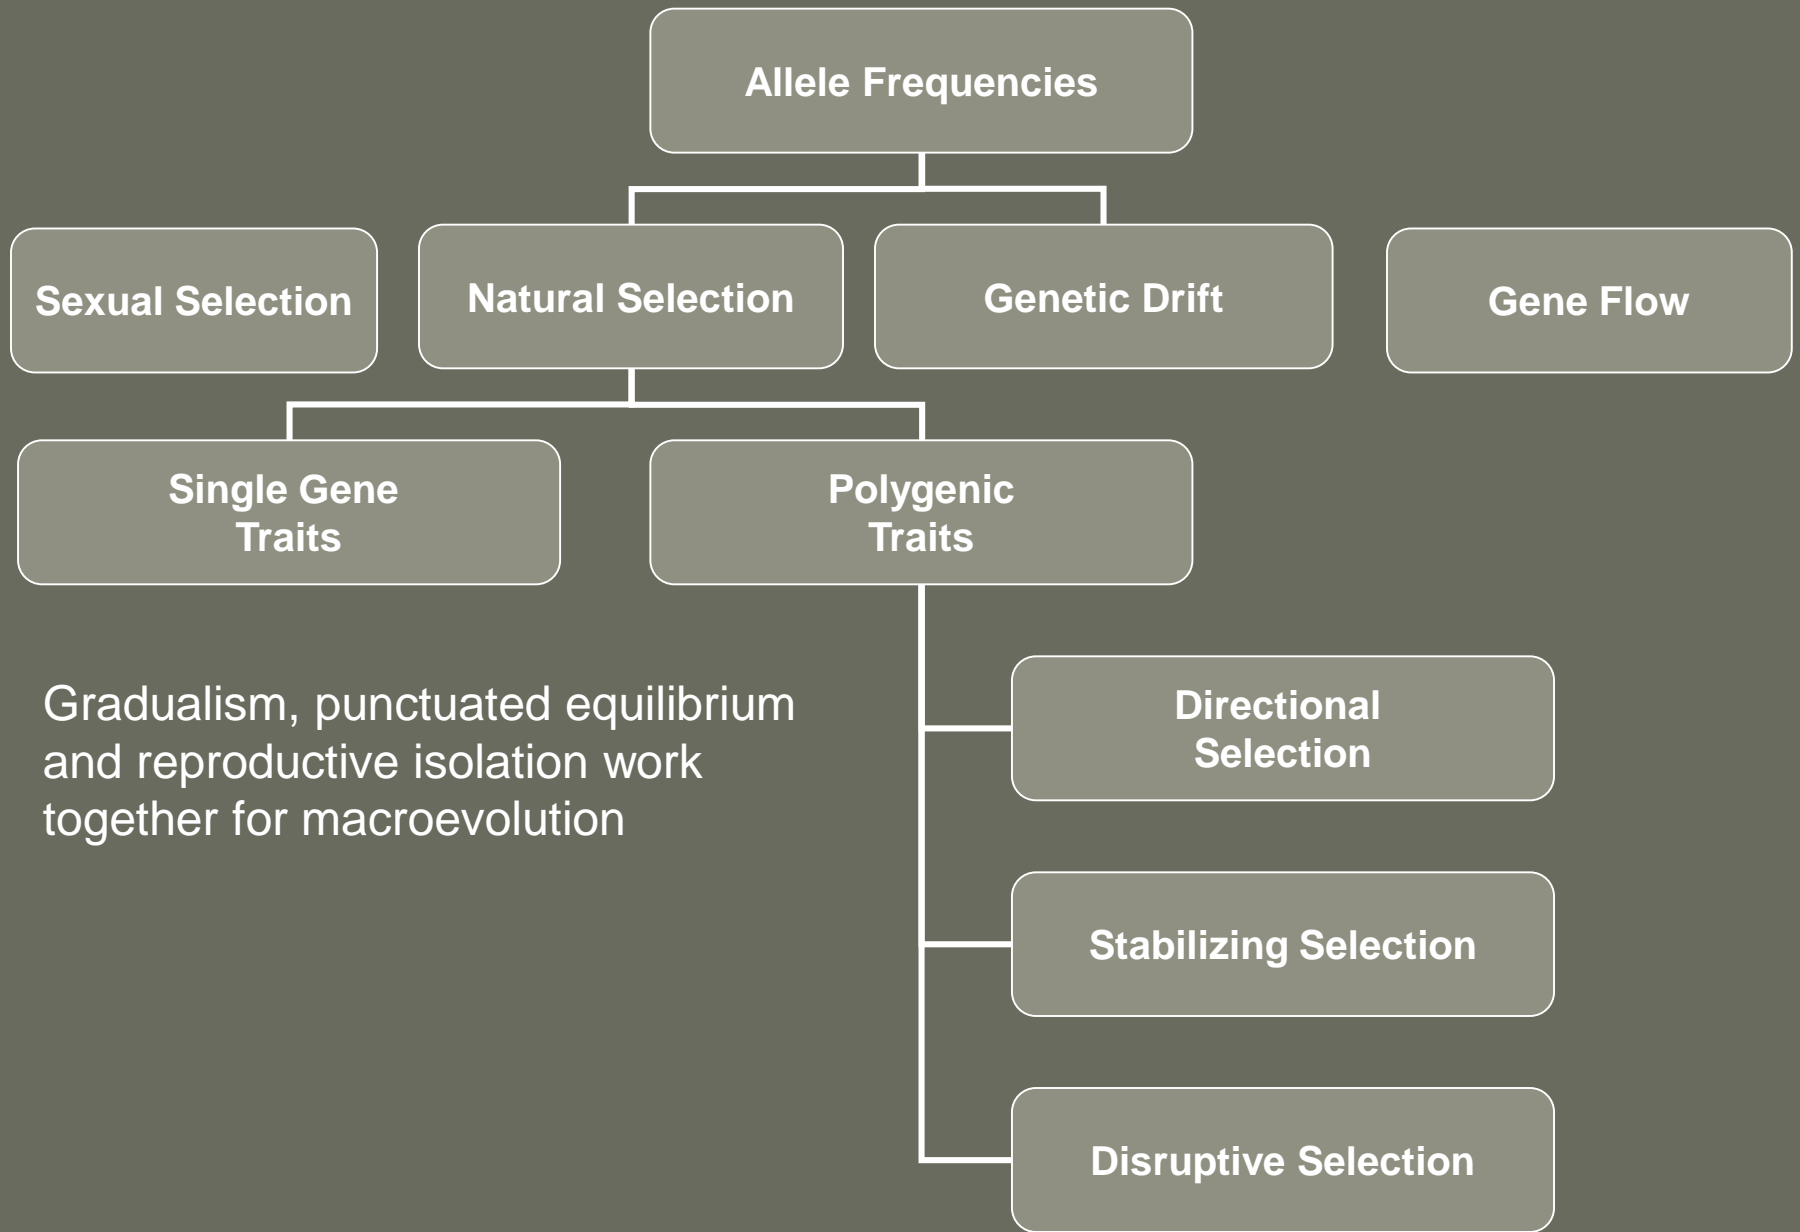 Allele Frequencies
Sexual Selection
Natural Selection
Genetic Drift
Gene Flow
Single Gene
Traits
Polygenic
Traits
Gradualism, punctuated equilibrium
and reproductive isolation work
together for macroevolution
Directional
Selection
Stabilizing Selection
Disruptive Selection